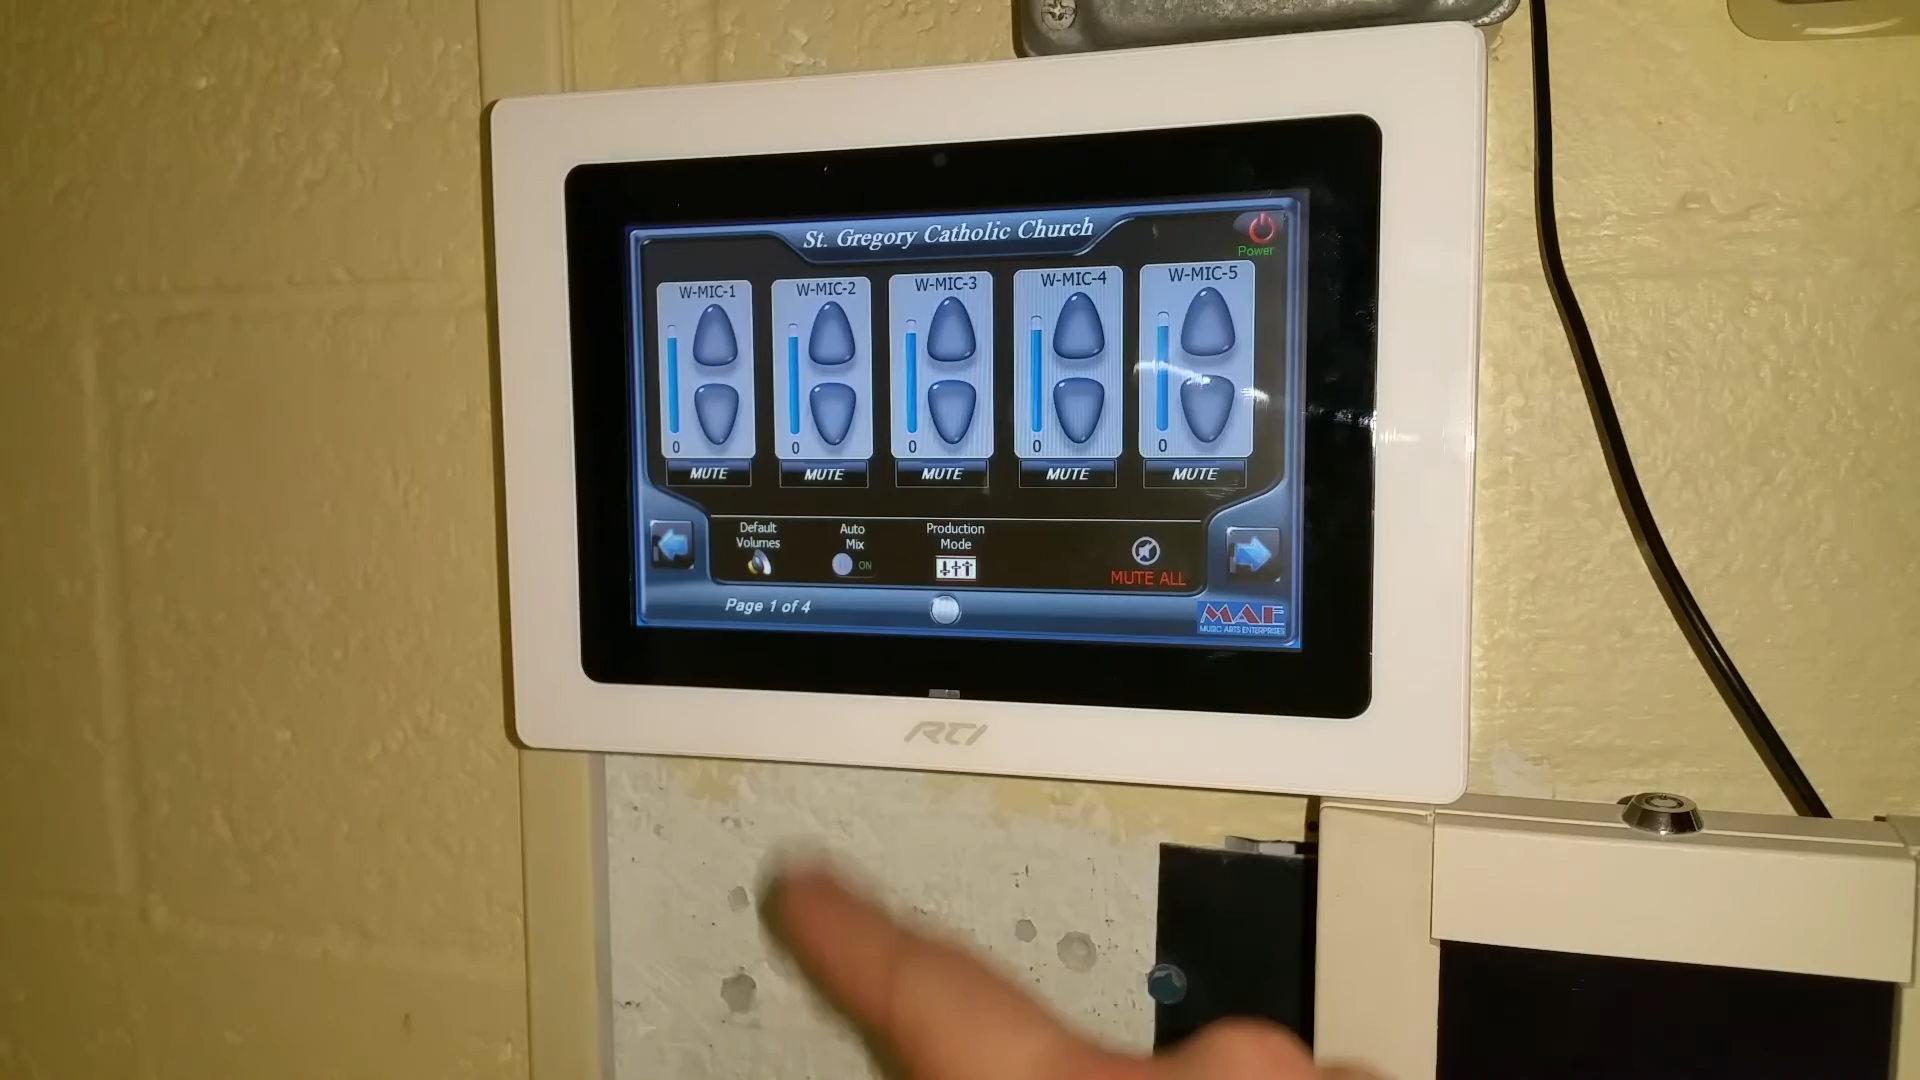 St. Gregory Catholic Church
Power
W-MIC-1
W-MIC-2
W-MIC-3
W-MIC-4
W-MIC-5
0
0
0
0
0
MUTE
MUTE
MUTE
MUTE
MUTE
Default
Volumes
Auto
Mix
ON
Production
Mode
MUTE ALL
Page 1 of 4
MAE
MUSIC ARTS ENTERPRISES
RTI